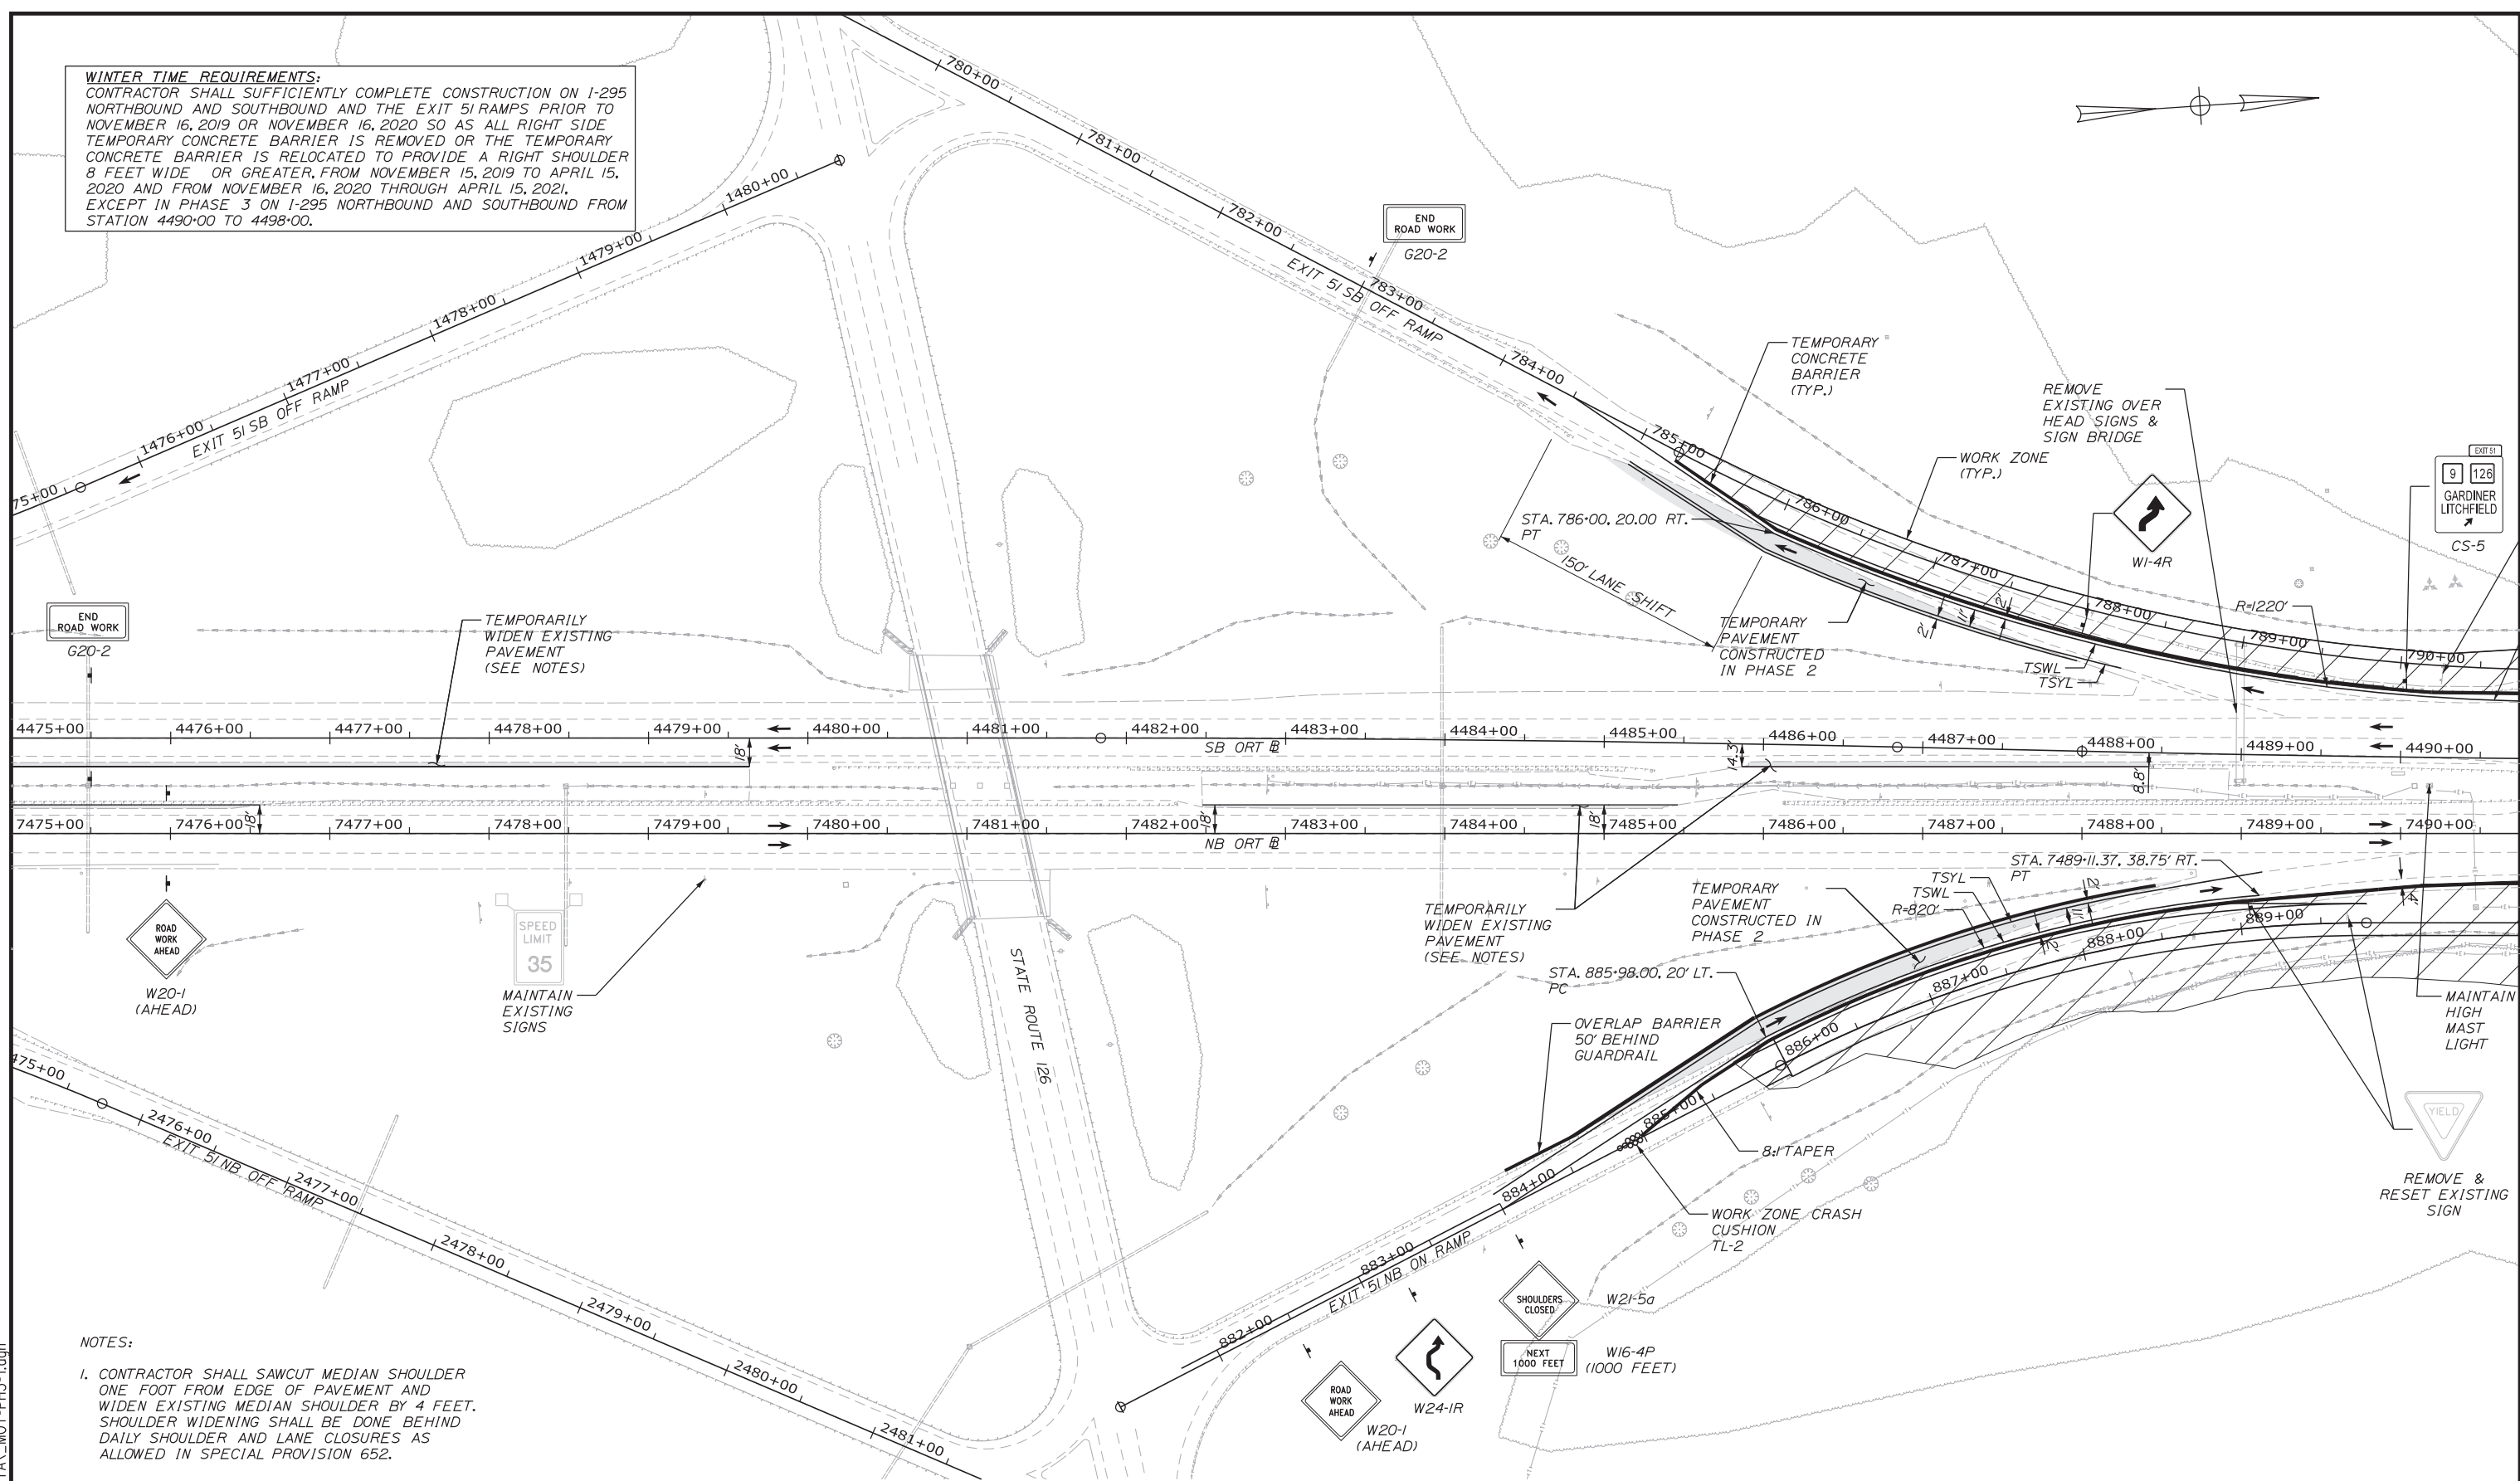 WINTER TIME REQUIREMENTS:
CONTRACTOR SHALL SUFFICIENTLY COMPLETE CONSTRUCTION ON I-295
NORTHBOUND AND SOUTHBOUND AND THE EXIT 51 RAMPS PRIOR TO
NOVEMBER 16, 2019 OR NOVEMBER 16, 2020 SO AS ALL RIGHT SIDE
TEMPORARY CONCRETE BARRIER IS REMOVED OR THE TEMPORARY
CONCRETE BARRIER IS RELOCATED TO PROVIDE A RIGHT SHOULDER
8 FEET WIDE OR GREATER, FROM NOVEMBER 15, 2019 TO APRIL 15,
2020 AND FROM NOVEMBER 16, 2020 THROUGH APRIL 15, 2021,
EXCEPT IN PHASE 3 ON I-295 NORTHBOUND AND SOUTHBOUND FROM
STATION 4490+00 TO 4498+00.
780+00
781+00
782+00
783+00
784+00
785+00
786+00
787+00
788+00
789+00
790+00
EXIT 51 SB OFF RAMP
END
ROAD WORK
G20-2
75+00
1476+00
1477+00
1478+00
1479+00
1480+00
EXIT 51 SB OFF RAMP
TEMPORARY
CONCRETE
BARRIER
(TYP.)
REMOVE
EXISTING OVER
HEAD SIGNS &
SIGN BRIDGE
WORK ZONE
(TYP.)
W1-4R
EXIT 51
9 126
GARDINER
LITCHFIELD
CS-5
STA. 786+00, 20.00 RT.
PT
150' LANE SHIFT
TEMPORARY
PAVEMENT
CONSTRUCTED
IN PHASE 2
2'
11'
2'
R=1220'
TSWL
TSYL
END
ROAD WORK
G20-2
TEMPORARILY
WIDEN EXISTING
PAVEMENT
(SEE NOTES)
4475+00
4476+00
4477+00
4478+00
4479+00
4480+00
4481+00
4482+00
4483+00
4484+00
4485+00
4486+00
4487+00
4488+00
4489+00
4490+00
SB ORT
18'
14.3'
8.8'
7475+00
7476+00
7477+00
7478+00
7479+00
7480+00
7481+00
7482+00
7483+00
7484+00
7485+00
7486+00
7487+00
7488+00
7489+00
7490+00
18'
18'
18'
NB ORT
ROAD
WORK
AHEAD
W20-1
(AHEAD)
SPEED
LIMIT
35
MAINTAIN
EXISTING
SIGNS
STATE ROUTE 126
TEMPORARILY
WIDEN EXISTING
PAVEMENT
(SEE NOTES)
TEMPORARY
PAVEMENT
CONSTRUCTED IN
PHASE 2
TSYL
TSWL
R=820'
STA. 7489+11.37, 38.75' RT.
PT
2'
11'
2'
4'
STA. 885+98.00, 20' LT.
PC
OVERLAP BARRIER
50' BEHIND
GUARDRAIL
882+00
883+00
884+00
885+00
886+00
887+00
888+00
889+00
EXIT 51 NB ON RAMP
8:1 TAPER
WORK ZONE CRASH
CUSHION
TL-2
MAINTAIN
HIGH
MAST
LIGHT
YIELD
REMOVE &
RESET EXISTING
SIGN
475+00
2476+00
2477+00
2478+00
2479+00
2480+00
2481+00
EXIT 51 NB OFF RAMP
SHOULDERS
CLOSED
W21-5a
NEXT
1000 FEET
W16-4P
(1000 FEET)
W24-1R
ROAD
WORK
AHEAD
W20-1
(AHEAD)
NOTES:
1. CONTRACTOR SHALL SAWCUT MEDIAN SHOULDER
ONE FOOT FROM EDGE OF PAVEMENT AND
WIDEN EXISTING MEDIAN SHOULDER BY 4 FEET.
SHOULDER WIDENING SHALL BE DONE BEHIND
DAILY SHOULDER AND LANE CLOSURES AS
ALLOWED IN SPECIAL PROVISION 652.